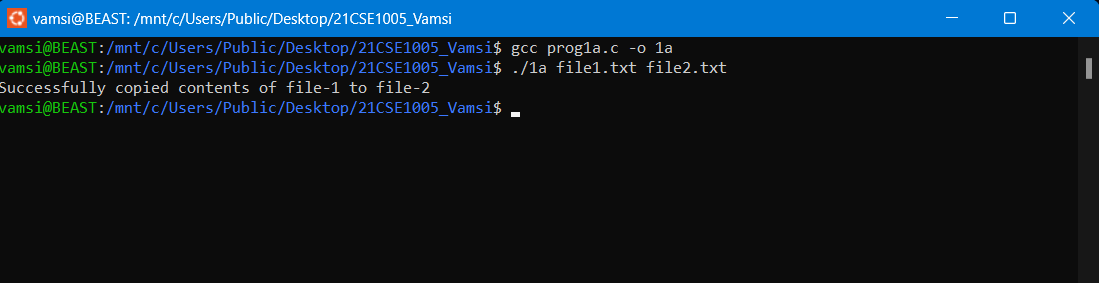 vamsi@BEAST: /mnt/c/Users/Public/Desktop/21CSE1005_Vamsi
vamsi@BEAST:/mnt/c/Users/Public/Desktop/21CSE1005_Vamsi$ gcc prog1a.c -o 1a
vamsi@BEAST:/mnt/c/Users/Public/Desktop/21CSE1005_Vamsi$ ./1a file1.txt file2.txt
Successfully copied contents of file-1 to file-2
vamsi@BEAST:/mnt/c/Users/Public/Desktop/21CSE1005_Vamsi$